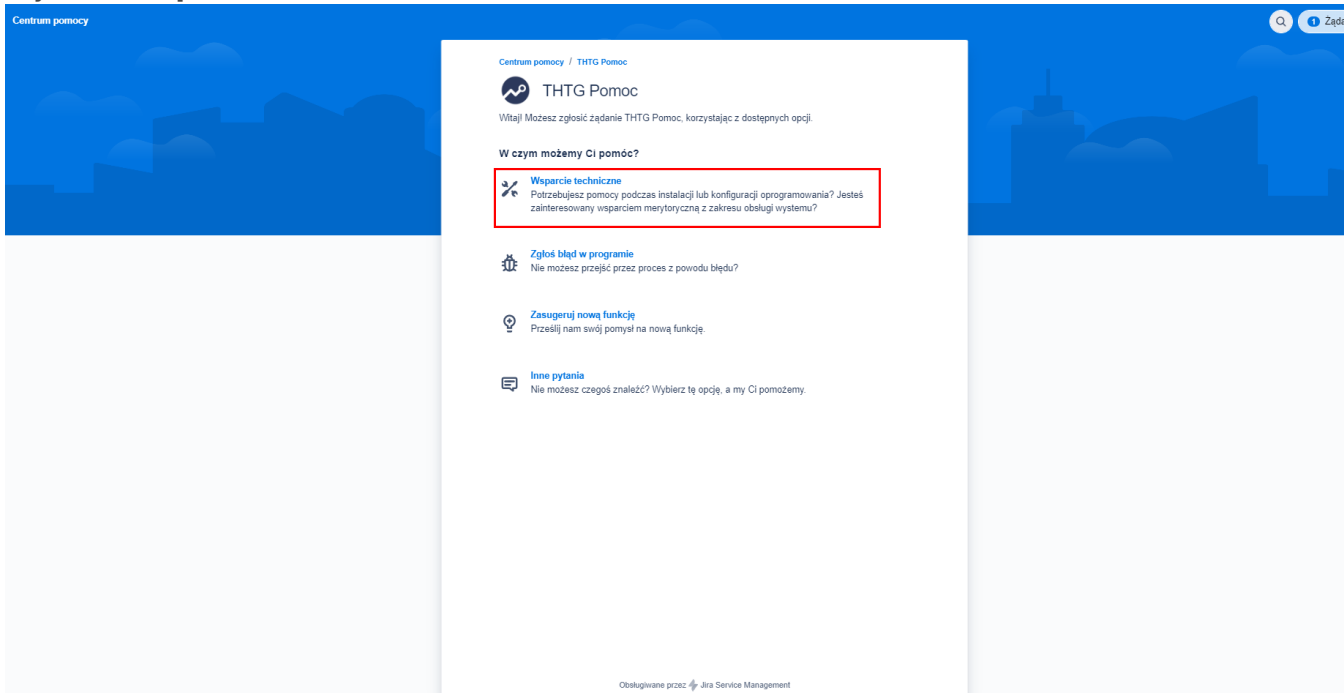 Centrum pomocy
1 Żąda
Centrum pomocy / THTG Pomoc
THTG Pomoc
Witaj! Możesz zgłosić żądanie THTG Pomoc, korzystając z dostępnych opcji.
W czym możemy Ci pomóc?
Wsparcie techniczne
Potrzebujesz pomocy podczas instalacji lub konfiguracji oprogramowania? Jesteś
zainteresowany wsparciem merytoryczną z zakresu obsługi wystemu?
Zgłoś błąd w programie
Nie możesz przejść przez proces z powodu błędu?
Zasugeruj nową funkcję
Prześlij nam swój pomysł na nową funkcję.
Inne pytania
Nie możesz czegoś znaleźć? Wybierz tę opcję, a my Ci pomożemy.
Obsługiwane przez Jira Service Management